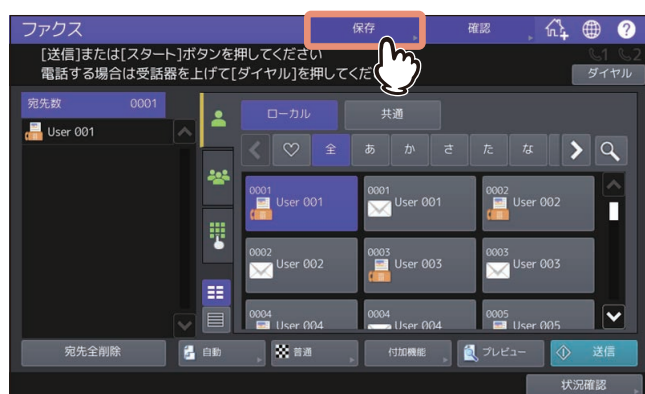 ファクス
保存
確認
[送信]または[スタート]ボタンを押してください
電話する場合は受話器を上げて[ダイヤル]を押してくだ
1 2
ダイヤル
宛先数 0001
User 001
ローカル
共通
全 あ か さ た な
0001 User 001
0001 User 001
0002 User 002
0002 User 002
0003 User 003
0003 User 003
0004 User 004
0004 User 004
0005 User 005
宛先全削除
自動
普通
付加機能
プレビュー
送信
状況確認